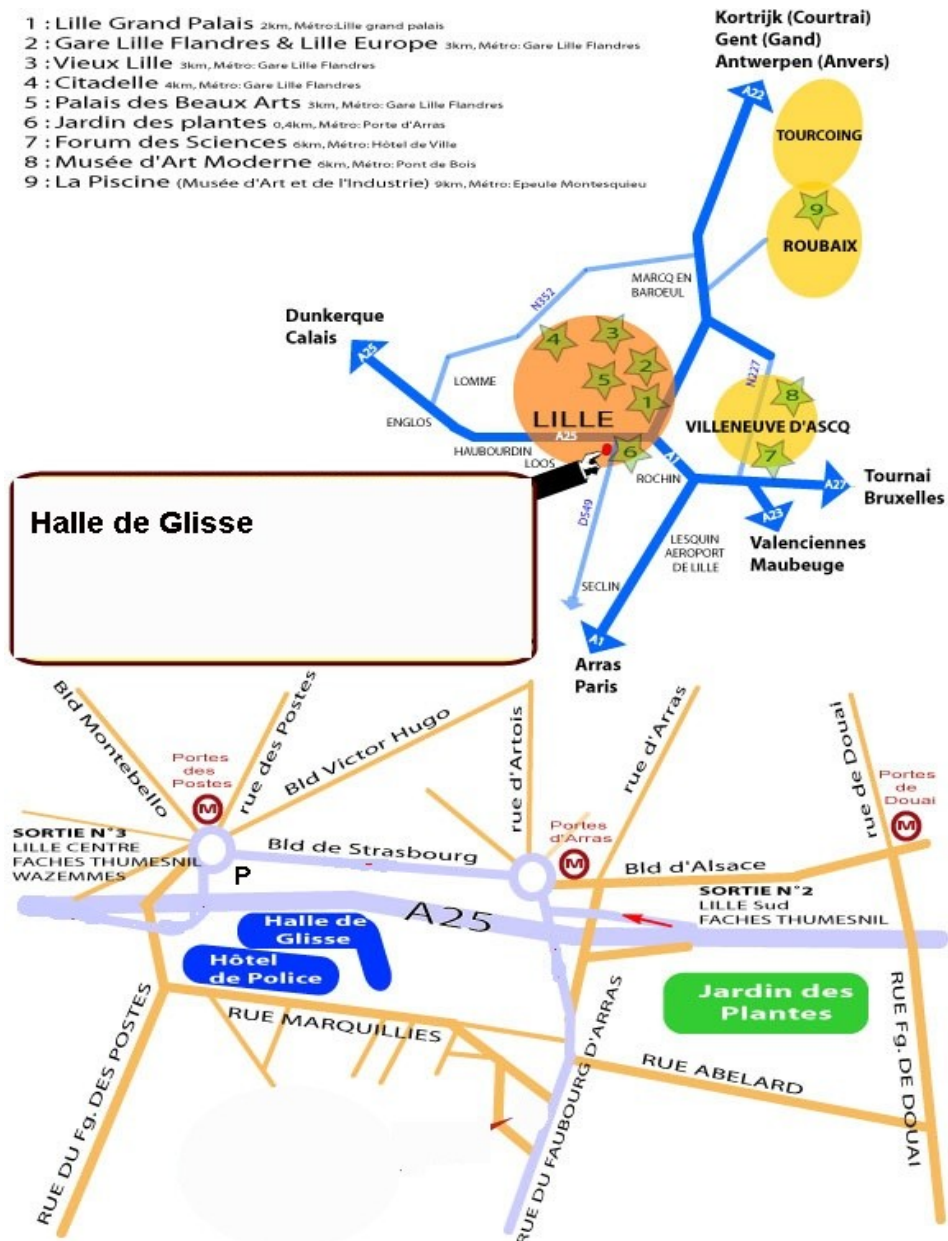 1 : Lille Grand Palais 2km, Métro:Lille grand palais
2 : Gare Lille Flandres & Lille Europe 3km, Métro: Gare Lille Flandres
3 : Vieux Lille 3km, Métro: Gare Lille Flandres
4 : Citadelle 4km, Métro: Gare Lille Flandres
5 : Palais des Beaux Arts 3km, Métro: Gare Lille Flandres
6 : Jardin des plantes 0,4km, Métro: Porte d'Arras
7 : Forum des Sciences 6km, Métro: Hôtel de Ville
8 : Musée d'Art Moderne 6km, Métro: Pont de Bois
9 : La Piscine (Musée d'Art et de l'Industrie) 9km, Métro: Epeule Montesquieu
Kortrijk (Courtrai)
Gent (Gand)
Antwerpen (Anvers)
A22
TOURCOING
9
ROUBAIX
MARCQ EN
BAROEUL
N352
Dunkerque
Calais
A25
LOMME
ENGLOS
HAUBOURDIN
LOOS
4
3
2
5
1
LILLE
A25
6
N227
8
VILLENEUVE D'ASCQ
7
A1
ROCHIN
A27
Tournai
Bruxelles
A23
Valenciennes
Maubeuge
D549
LESQUIN
AEROPORT
DE LILLE
SECLIN
A1
Arras
Paris
Halle de Glisse
Bld Montebello
rue des Postes
Bld Victor Hugo
rue d'Artois
rue d'Arras
rue de Douai
Portes
des
Postes
M
Portes
d'Arras
M
Portes
de
Douai
M
SORTIE N°3
LILLE CENTRE
FACHES THUMESNIL
WAZEMMES
P
Bld de Strasbourg
Bld d'Alsace
SORTIE N°2
LILLE Sud
FACHES THUMESNIL
A25
Halle de
Glisse
Hôtel
de Police
Jardin des
Plantes
RUE MARQUILLIES
RUE ABELARD
RUE DU Fg. DES POSTES
RUE DU FAUBOURG D'ARRAS
RUE Fg. DE DOUAI